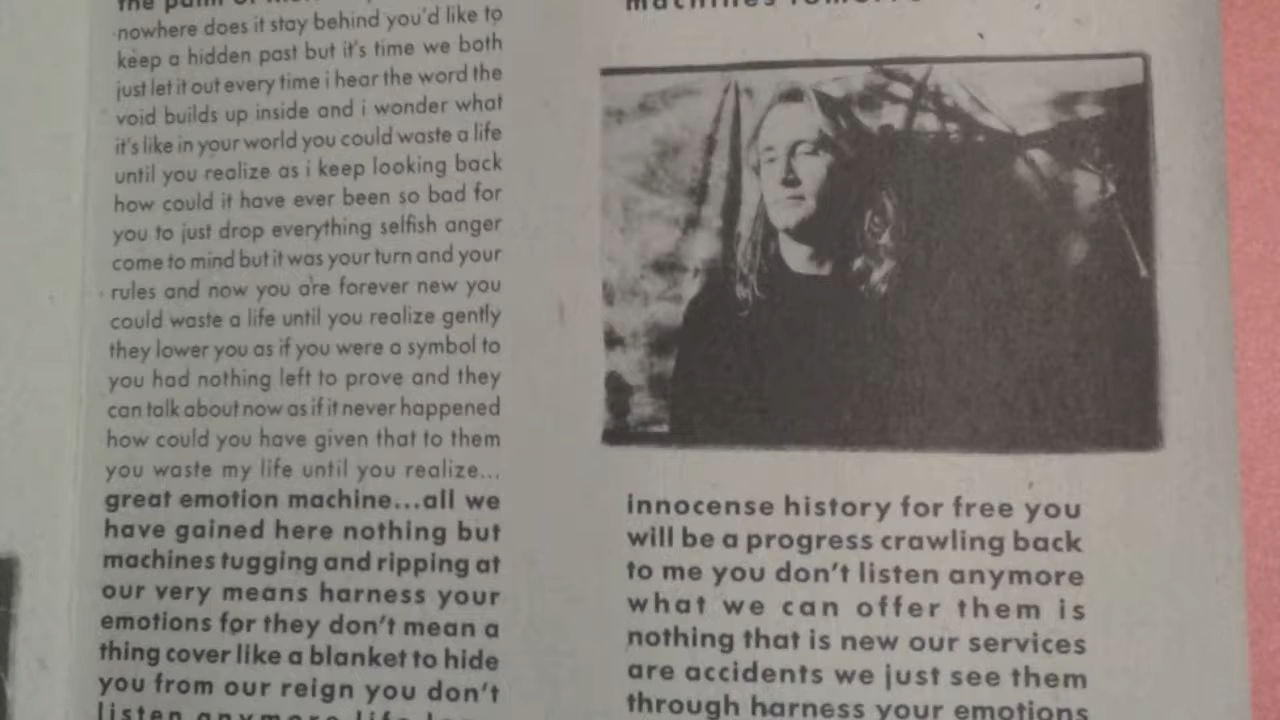 nowhere does it stay behind you'd like to
keep a hidden past but it's time we both
just let it out every time i hear the word the
void builds up inside and i wonder what
it's like in your world you could waste a life
until you realize as i keep looking back
how could it have ever been so bad for
you to just drop everything selfish anger
come to mind but it was your turn and your
rules and now you are forever new you
could waste a life until you realize gently
they lower you as if you were a symbol to
you had nothing left to prove and they
can talk about now as if it never happened
how could you have given that to them
you waste my life until you realize...
great emotion machine...all we
have gained here nothing but
machines tugging and ripping at
our very means harness your
emotions for they don't mean a
thing cover like a blanket to hide
you from our reign you don't
listen anymore
machines
innocense history for free you
will be a progress crawling back
to me you don't listen anymore
what we can offer them is
nothing that is new our services
are accidents we just see them
through harness your emotions